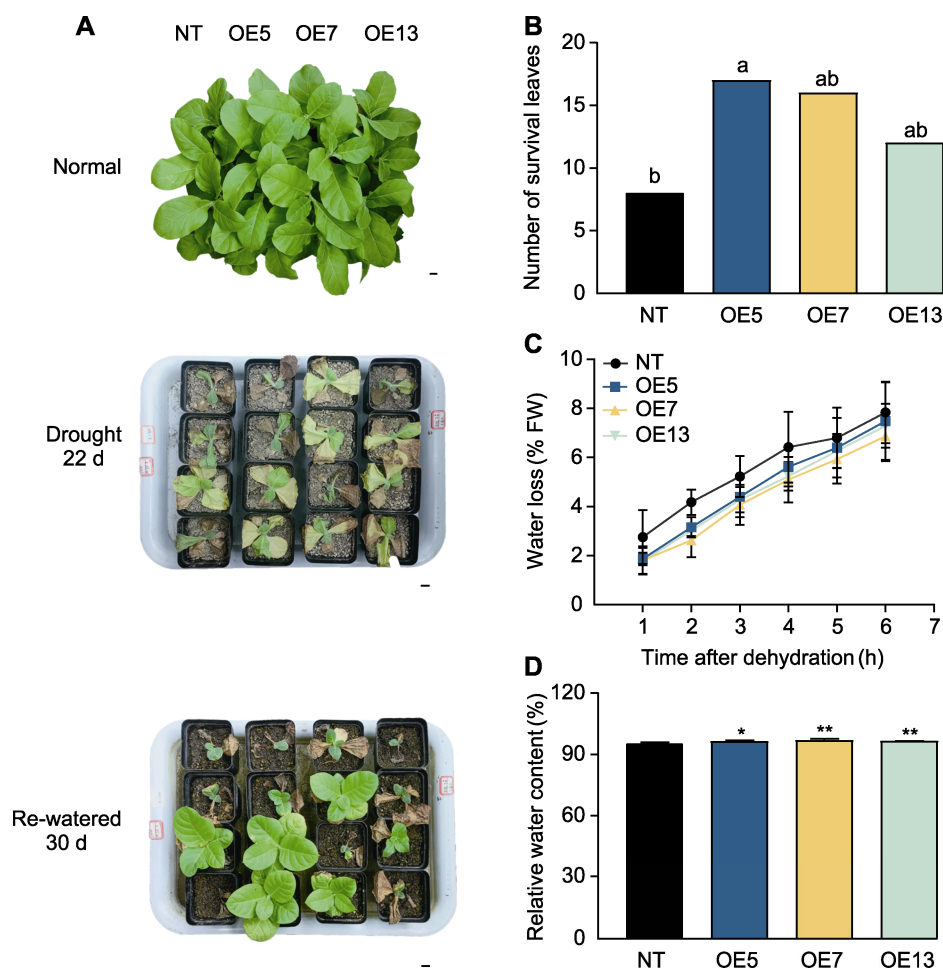 A
NT OE5 OE7 OE13
Normal
Drought
22 d
Re-watered
30 d
B
Number of survival leaves
20
15
10
5
0
b
a
ab
ab
NT OE5 OE7 OE13
C
Water loss (% FW)
10
8
6
4
2
0
NT
OE5
OE7
OE13
1 2 3 4 5 6 7
Time after dehydration (h)
D
Relative water content (%)
120
90
60
30
0
* ** **
NT OE5 OE7 OE13